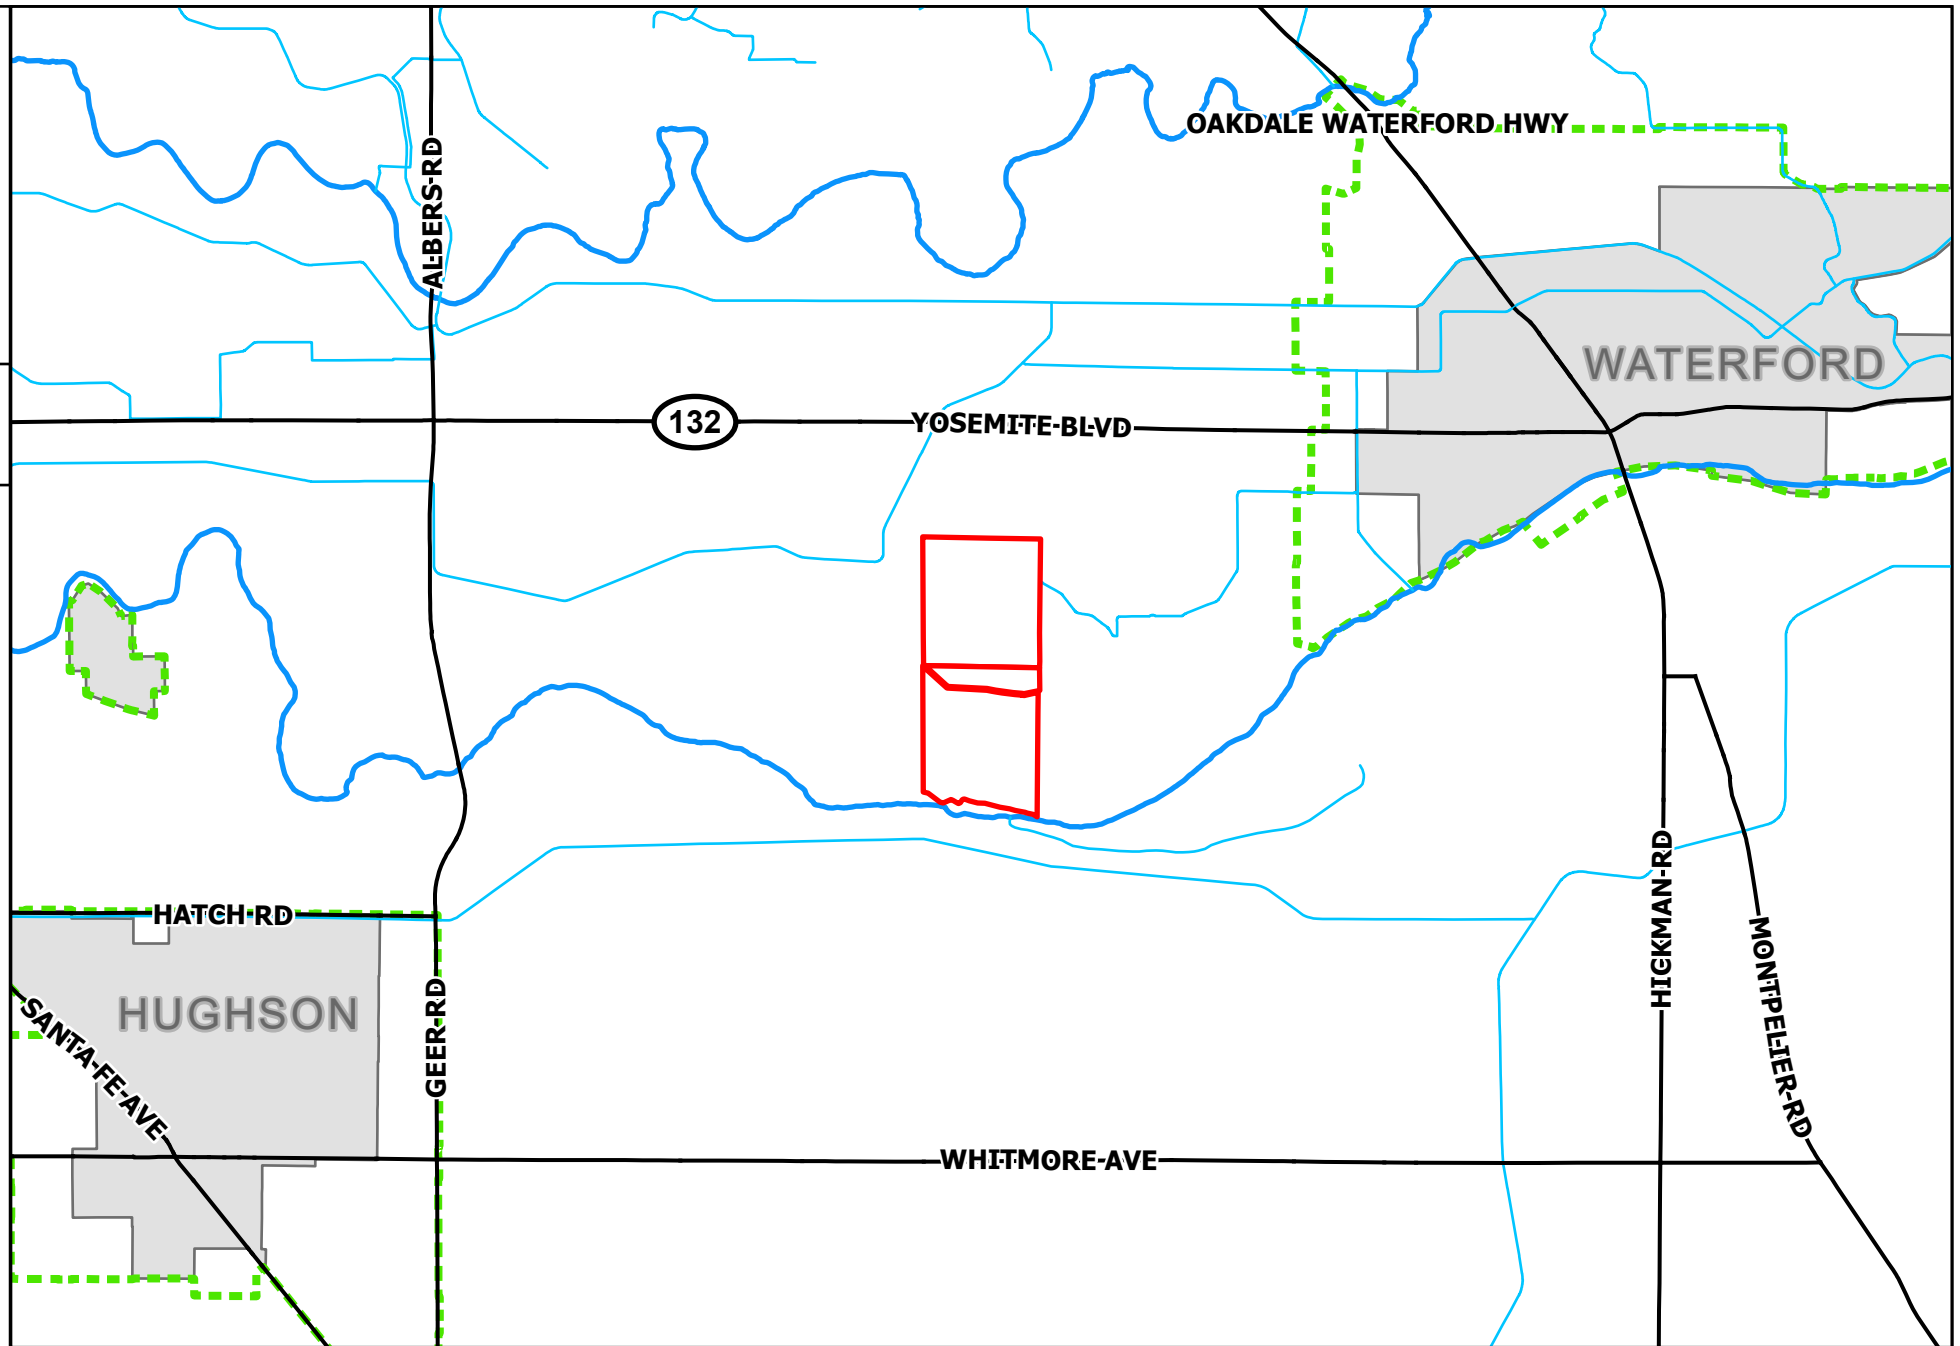 OAKDALE WATERFORD HWY
ALBERS RD
WATERFORD
132
YOSEMITE BLVD
HATCH RD
HICKMAN RD
MONTPELIER RD
HUGHSON
SANTA FE AVE
GEER RD
WHITMORE AVE